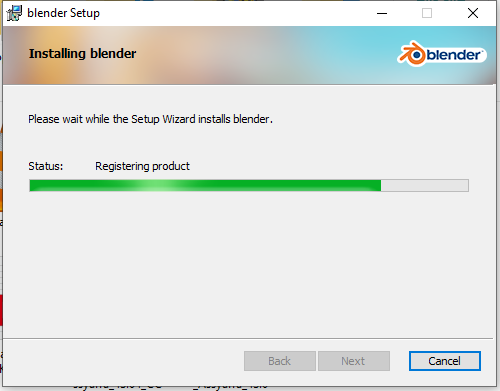 blender Setup
Installing blender
blender
Please wait while the Setup Wizard installs blender.
Status: Registering product
Back Next Cancel